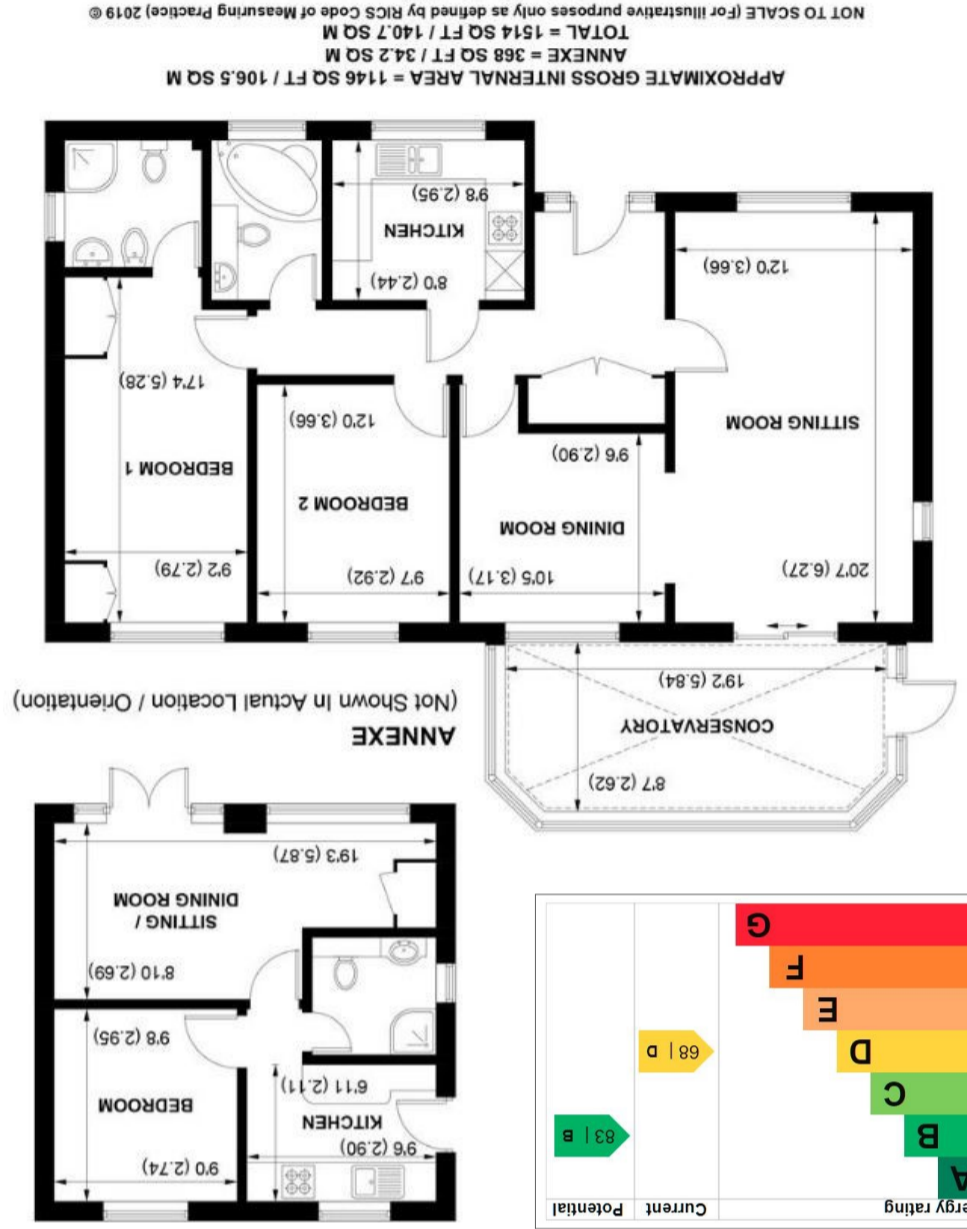 ergy rating
Current
Potential
A
B
83 | B
C
D
68 | D
E
F
G
9'6 (2.90)
KITCHEN
6'11 (2.11)
9'0 (2.74)
BEDROOM
9'8 (2.95)
8'10 (2.69)
SITTING /
DINING ROOM
19'3 (5.87)
ANNEXE
(Not Shown In Actual Location / Orientation)
8'7 (2.62)
CONSERVATORY
19'2 (5.84)
20'7 (6.27)
SITTING ROOM
12'0 (3.66)
10'5 (3.17)
DINING ROOM
9'6 (2.90)
9'7 (2.92)
BEDROOM 2
12'0 (3.66)
9'2 (2.79)
BEDROOM 1
17'4 (5.28)
8'0 (2.44)
KITCHEN
9'8 (2.95)
APPROXIMATE GROSS INTERNAL AREA = 1146 SQ FT / 106.5 SQ M
ANNEXE = 368 SQ FT / 34.2 SQ M
TOTAL = 1514 SQ FT / 140.7 SQ M
NOT TO SCALE (For illustrative purposes only as defined by RICS Code of Measuring Practice) 2019 ©